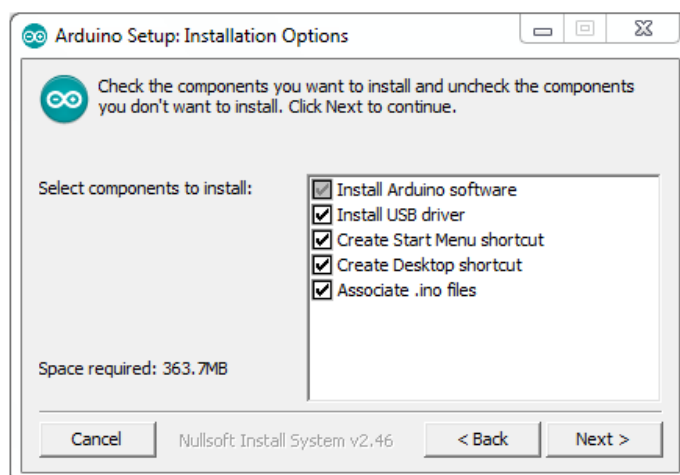 Arduino Setup: Installation Options
Check the components you want to install and uncheck the components
you don't want to install. Click Next to continue.
Select components to install:
Install Arduino software
Install USB driver
Create Start Menu shortcut
Create Desktop shortcut
Associate .ino files
Space required: 363.7MB
Cancel
Nullsoft Install System v2.46
< Back
Next >